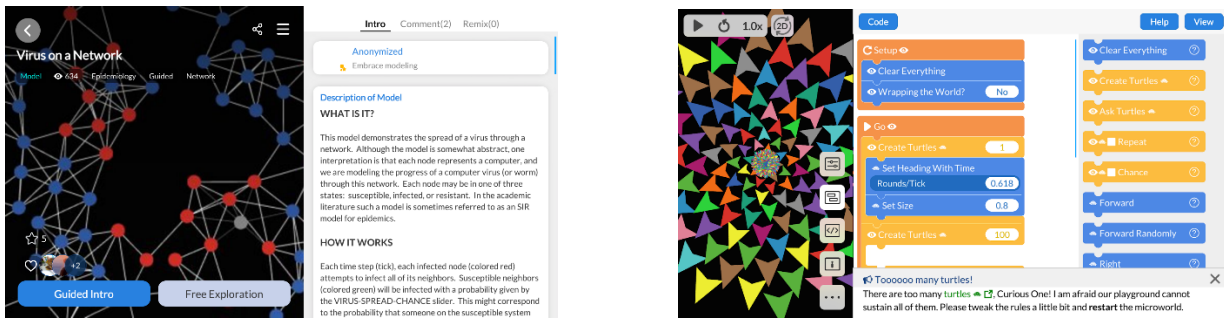 Intro Comment(2) Remix(0)
Virus on a Network
Model 634 Epidemiology Guided Network
5
+2
Guided Intro
Free Exploration
Anonymized
Embrace modeling
Description of Model
WHAT IS IT?
This model demonstrates the spread of a virus through a
network. Although the model is somewhat abstract, one
interpretation is that each node represents a computer, and
we are modeling the progress of a computer virus (or worm)
through this network. Each node may be in one of three
states: susceptible, infected, or resistant. In the academic
literature such a model is sometimes referred to as an SIR
model for epidemics.
HOW IT WORKS
Each time step (tick), each infected node (colored red)
attempts to infect all of its neighbors. Susceptible neighbors
(colored green) will be infected with a probability given by
the VIRUS-SPREAD-CHANCE slider. This might correspond
to the probability that someone on the susceptible system
1.0x 2D
Code
Help
View
Setup
Clear Everything
Wrapping the World? No
Go
Create Turtles 1
Set Heading With Time
Rounds/Tick 0.618
Set Size 0.8
Create Turtles 100
Clear Everything
Create Turtles
Ask Turtles
Repeat
Chance
Forward
Forward Randomly
Right
Toooooo many turtles!
There are too many turtles, Curious One! I am afraid our playground cannot
sustain all of them. Please tweak the rules a little bit and restart the microworld.